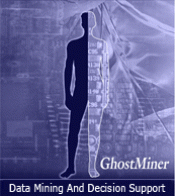 GhostMiner
Data Mining And Decision Support